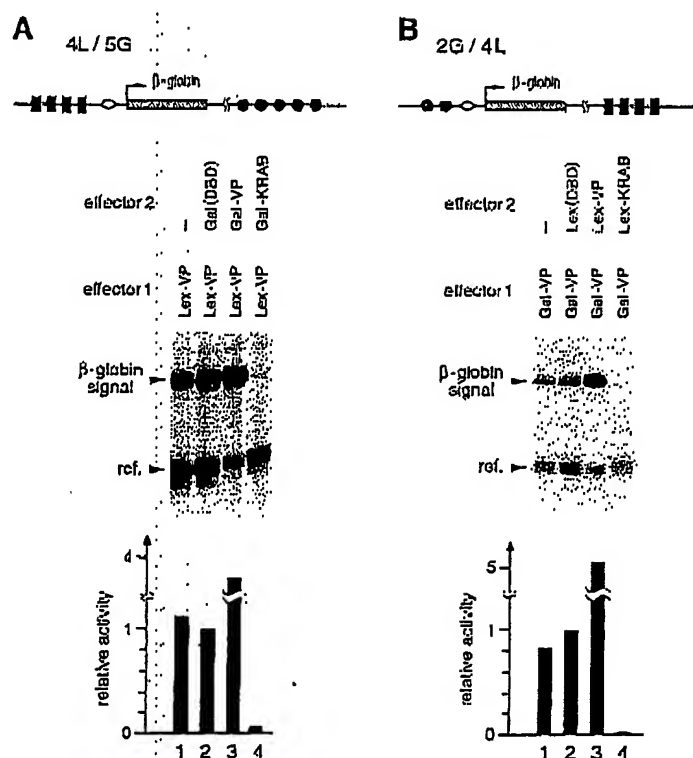 A
4L / 5G
β-globin
effector 2
-
Gal(DBD)
Gal-VP
Gal-KRAB
effector 1
Lex-VP
Lex-VP
Lex-VP
Lex-VP
β-globin
signal
ref.
relative activity
4
1
0
1 2 3 4
B
2G / 4L
β-globin
effector 2
-
Lex(DBD)
Lex-VP
Lex-KRAB
effector 1
Gal-VP
Gal-VP
Gal-VP
Gal-VP
β-globin
signal
ref.
relative activity
5
1
0
1 2 3 4